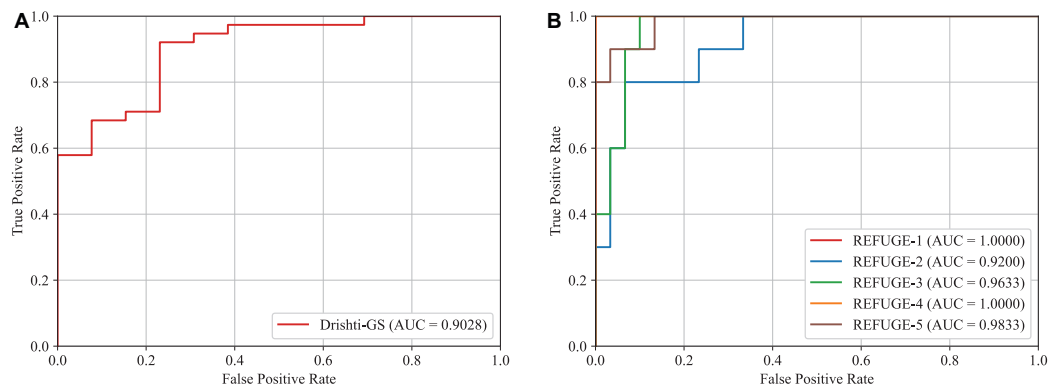 A
True Positive Rate
1.0
0.8
0.6
0.4
0.2
0.0
Drishti-GS (AUC = 0.9028)
0.0 0.2 0.4 0.6 0.8 1.0
False Positive Rate
B
True Positive Rate
1.0
0.8
0.6
0.4
0.2
0.0
REFUGE-1 (AUC = 1.0000)
REFUGE-2 (AUC = 0.9200)
REFUGE-3 (AUC = 0.9633)
REFUGE-4 (AUC = 1.0000)
REFUGE-5 (AUC = 0.9833)
0.0 0.2 0.4 0.6 0.8 1.0
False Positive Rate